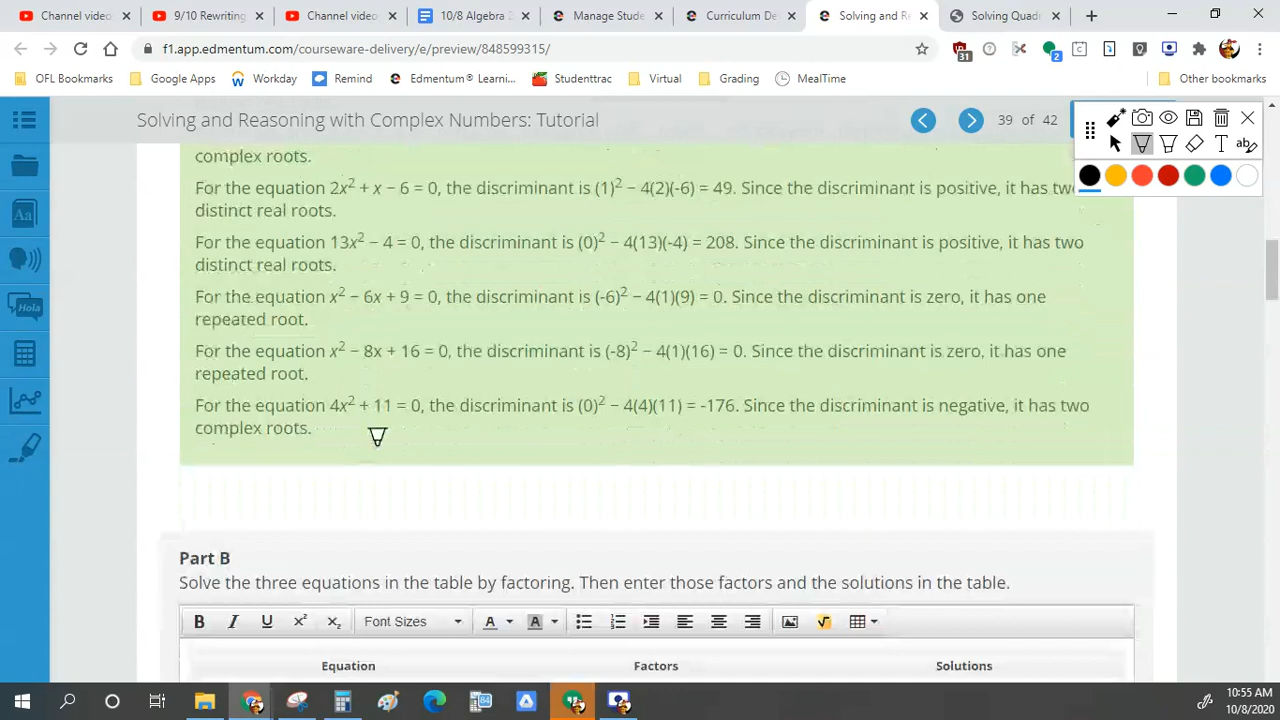 Channel video:
9/10 Rewriting
Channel video:
10/8 Algebra 2
Manage Stude
Curriculum De
Solving and Re
Solving Quadr
f1.app.edmentum.com/courseware-delivery/e/preview/848599315/
31
2
OFL Bookmarks
Google Apps
Workday
Remind
Edmentum® Learni...
Studenttrac
Virtual
Grading
MealTime
Other bookmarks
Solving and Reasoning with Complex Numbers: Tutorial
39 of 42
T
ab
complex roots.
For the equation 2x² + x − 6 = 0, the discriminant is (1)² − 4(2)(-6) = 49. Since the discriminant is positive, it has two
distinct real roots.
For the equation 13x² − 4 = 0, the discriminant is (0)² − 4(13)(-4) = 208. Since the discriminant is positive, it has two
distinct real roots.
For the equation x² − 6x + 9 = 0, the discriminant is (-6)² − 4(1)(9) = 0. Since the discriminant is zero, it has one
repeated root.
For the equation x² − 8x + 16 = 0, the discriminant is (-8)² − 4(1)(16) = 0. Since the discriminant is zero, it has one
repeated root.
For the equation 4x² + 11 = 0, the discriminant is (0)² − 4(4)(11) = -176. Since the discriminant is negative, it has two
complex roots.
Aa
Hola
Part B
Solve the three equations in the table by factoring. Then enter those factors and the solutions in the table.
B I U x² x₂ Font Sizes A A
Equation Factors Solutions
10:55 AM
10/8/2020